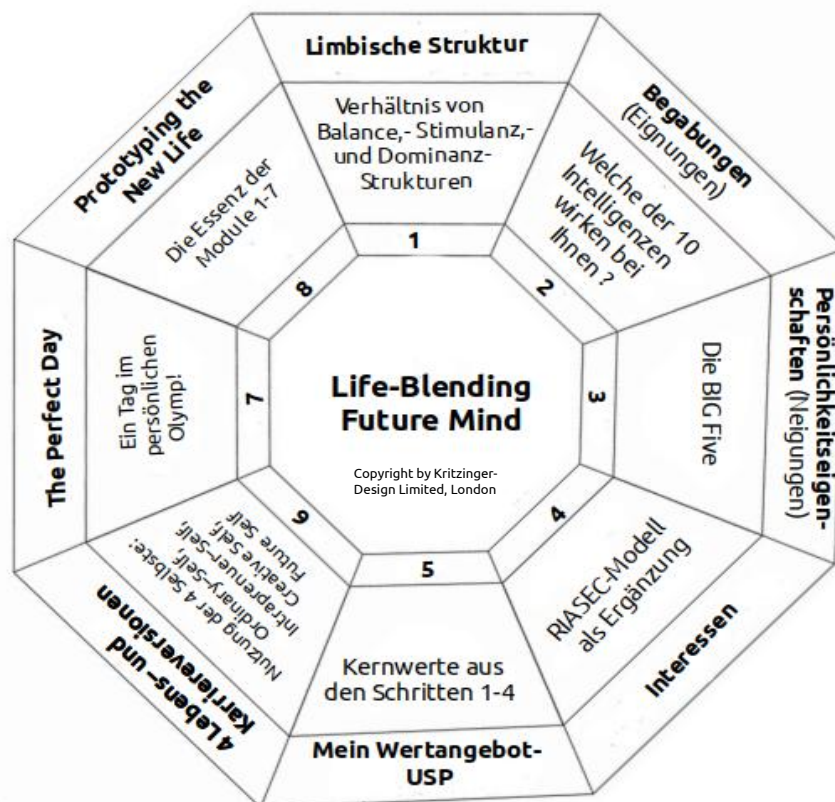 Life-Blending
Future Mind
Copyright by Kritzinger-
Design Limited, London
Limbische Struktur
Verhältnis von
Balance,- Stimulanz,-
und Dominanz-
Strukturen
1
Begabungen
(Eignungen)
Welche der 10
Intelligenzen
wirken bei
Ihnen ?
2
Persönlichkeitseigen-
schaften (Neigungen)
Die BIG Five
3
Interessen
RIASEC-Modell
als Ergänzung
4
5
Kernwerte aus
den Schritten 1-4
Mein Wertangebot-
USP
6
Nutzung der 4 Selbste:
Ordinary-Self,
Intraprenuer-Self,
Creative Self,
Future Self
4 Lebens- und
Karriereversionen
The Perfect Day
Ein Tag im
persönlichen
Olymp!
7
Prototyping the
New Life
Die Essenz der
Module 1-7
8